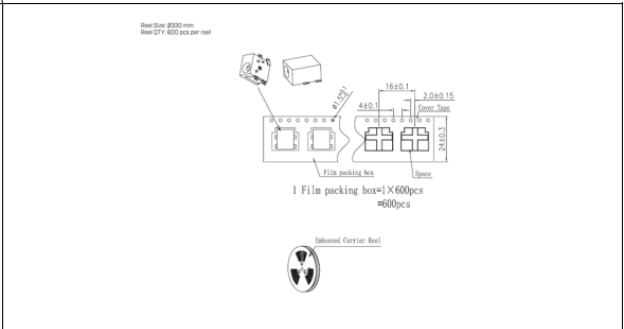 Reel Size: Ø330 mm
Reel QTY: 600 pcs per reel
16±0.1
2.0±0.15
4±0.1
Cover Tape
24±0.3
Film packing box
Space
1 Film packing box=1×600pcs
=600pcs
Embossed Carrier Reel